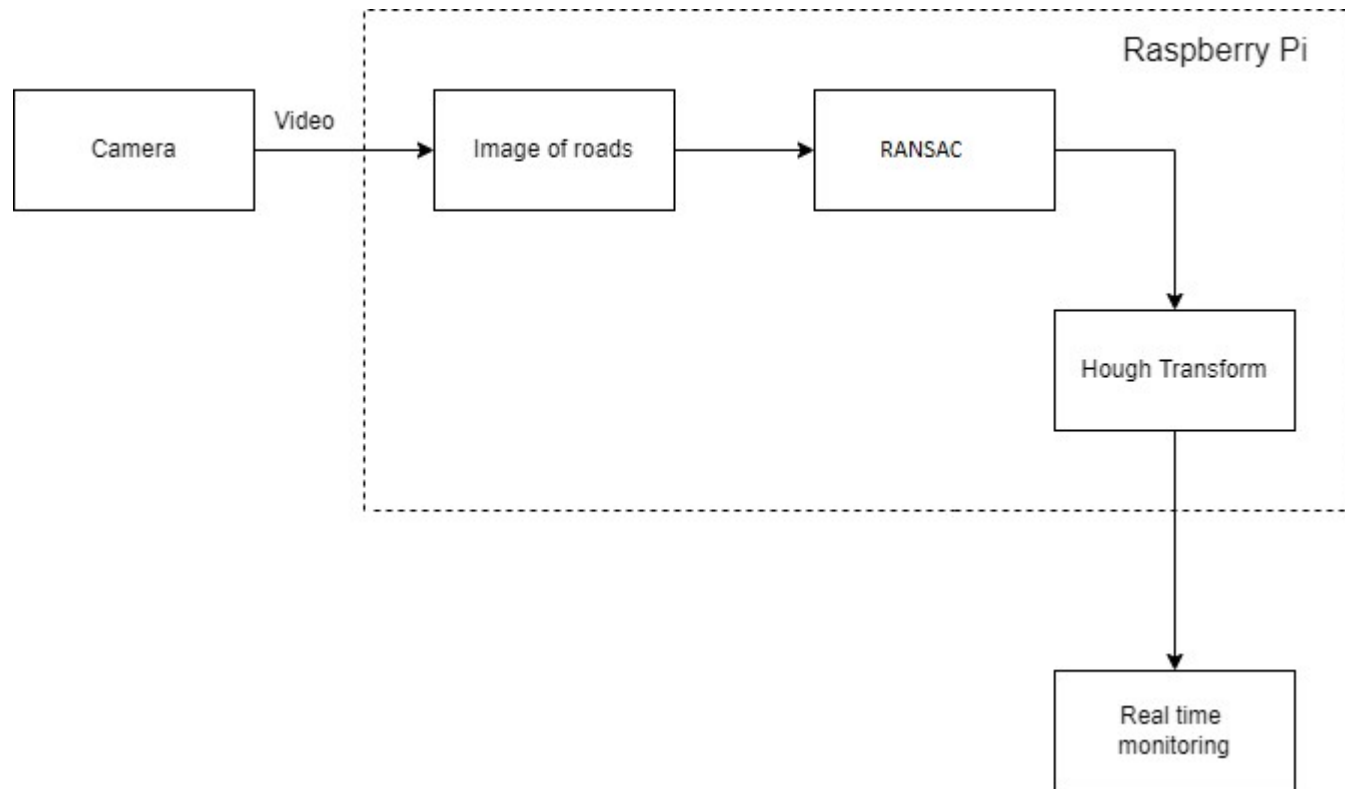 Raspberry Pi
Camera
Video
Image of roads
RANSAC
Hough Transform
Real time
monitoring